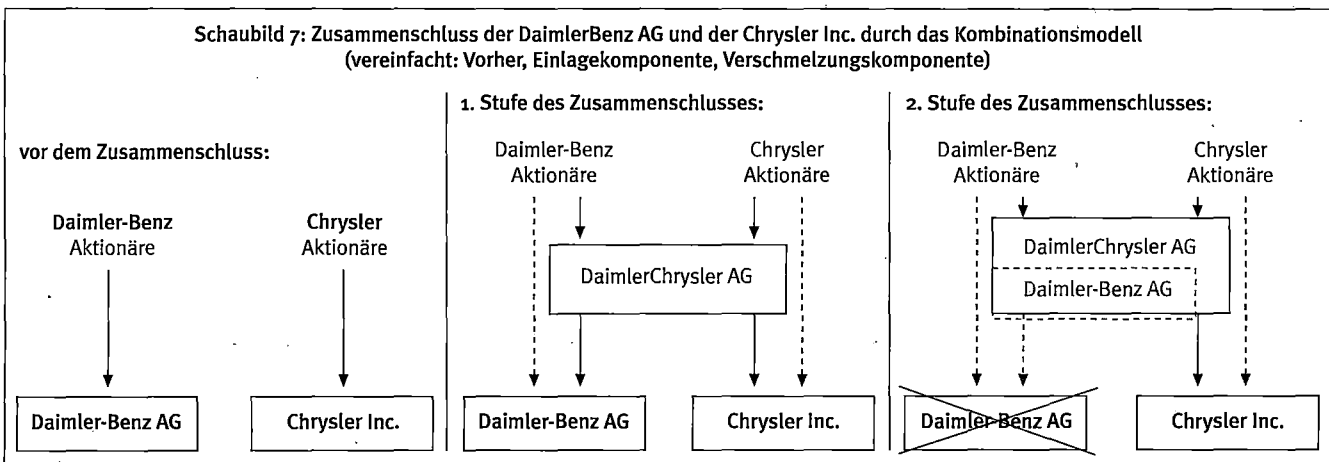 Schaubild 7: Zusammenschluss der DaimlerBenz AG und der Chrysler Inc. durch das Kombinationsmodell
(vereinfacht: Vorher, Einlagekomponente, Verschmelzungskomponente)
vor dem Zusammenschluss:
Daimler-Benz
Aktionäre
Chrysler
Aktionäre
Daimler-Benz AG
Chrysler Inc.
1. Stufe des Zusammenschlusses:
Daimler-Benz
Aktionäre
Chrysler
Aktionäre
DaimlerChrysler AG
Daimler-Benz AG
Chrysler Inc.
2. Stufe des Zusammenschlusses:
Daimler-Benz
Aktionäre
Chrysler
Aktionäre
DaimlerChrysler AG
Daimler-Benz AG
Daimler-Benz AG
Chrysler Inc.